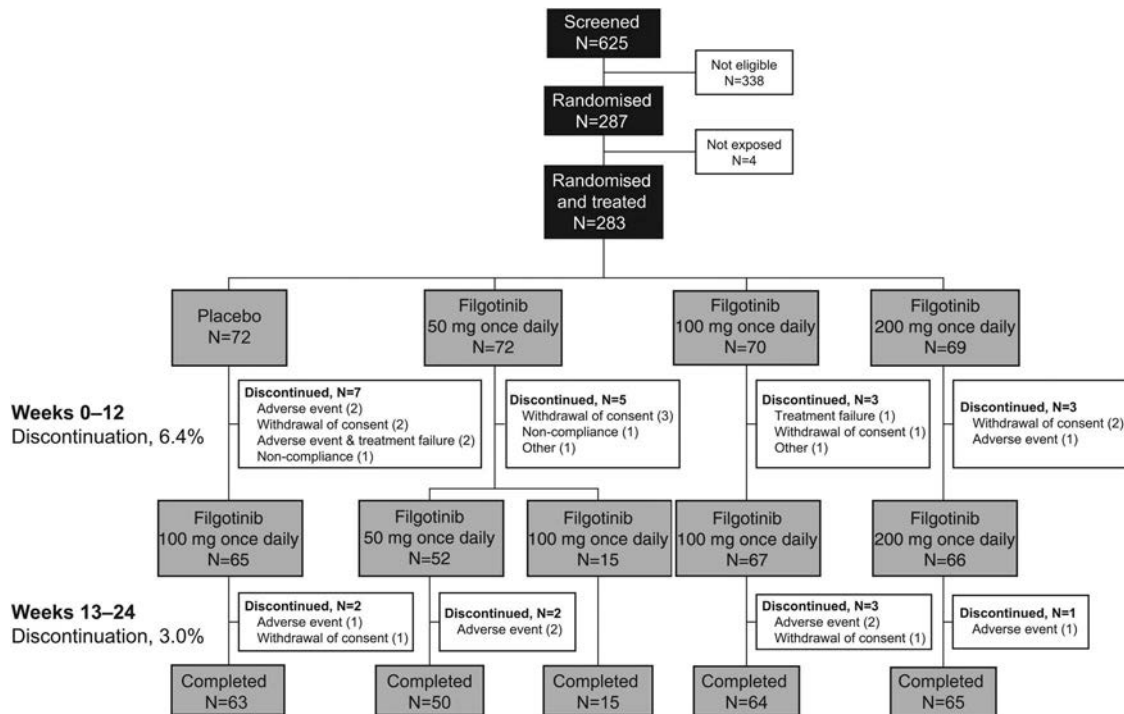 Screened
N=625
Not eligible
N=338
Randomised
N=287
Not exposed
N=4
Randomised
and treated
N=283
Placebo
N=72
Filgotinib
50 mg once daily
N=72
Filgotinib
100 mg once daily
N=70
Filgotinib
200 mg once daily
N=69
Weeks 0–12
Discontinuation, 6.4%
Discontinued, N=7
Adverse event (2)
Withdrawal of consent (2)
Adverse event & treatment failure (2)
Non-compliance (1)
Discontinued, N=5
Withdrawal of consent (3)
Non-compliance (1)
Other (1)
Discontinued, N=3
Treatment failure (1)
Withdrawal of consent (1)
Other (1)
Discontinued, N=3
Withdrawal of consent (2)
Adverse event (1)
Filgotinib
100 mg once daily
N=65
Filgotinib
50 mg once daily
N=52
Filgotinib
100 mg once daily
N=15
Filgotinib
100 mg once daily
N=67
Filgotinib
200 mg once daily
N=66
Weeks 13–24
Discontinuation, 3.0%
Discontinued, N=2
Adverse event (1)
Withdrawal of consent (1)
Discontinued, N=2
Adverse event (2)
Discontinued, N=3
Adverse event (2)
Withdrawal of consent (1)
Discontinued, N=1
Adverse event (1)
Completed
N=63
Completed
N=50
Completed
N=15
Completed
N=64
Completed
N=65